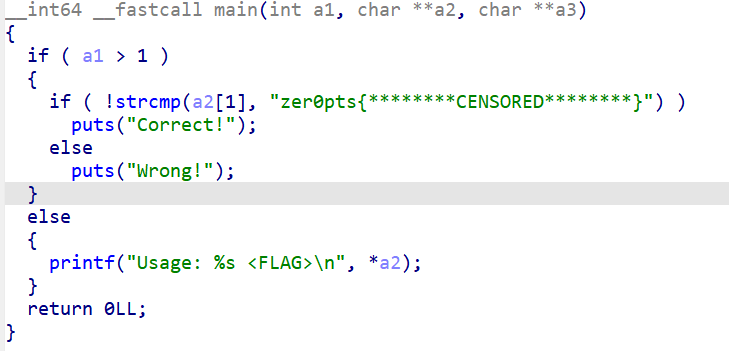 __int64 __fastcall main(int a1, char **a2, char **a3)
{
  if ( a1 > 1 )
  {
    if ( !strcmp(a2[1], "zer0pts{********CENSORED********}") )
      puts("Correct!");
    else
      puts("Wrong!");
  }
  else
  {
    printf("Usage: %s <FLAG>\n", *a2);
  }
  return 0LL;
}